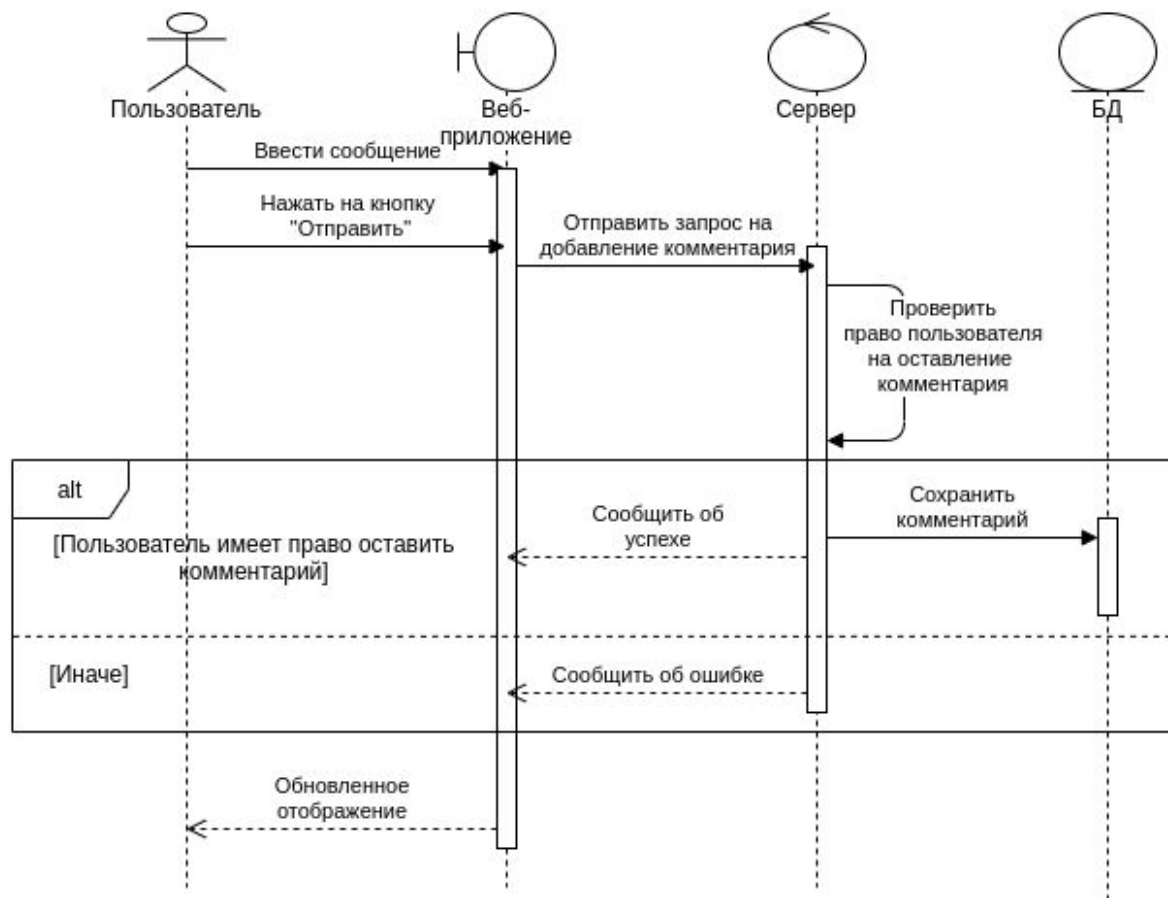 Пользователь
Веб-
приложение
Сервер
БД
Ввести сообщение
Нажать на кнопку
"Отправить"
Отправить запрос на
добавление комментария
Проверить
право пользователя
на оставление
комментария
alt
[Пользователь имеет право оставить
комментарий]
Сообщить об
успехе
Сохранить
комментарий
[Иначе]
Сообщить об ошибке
Обновленное
отображение